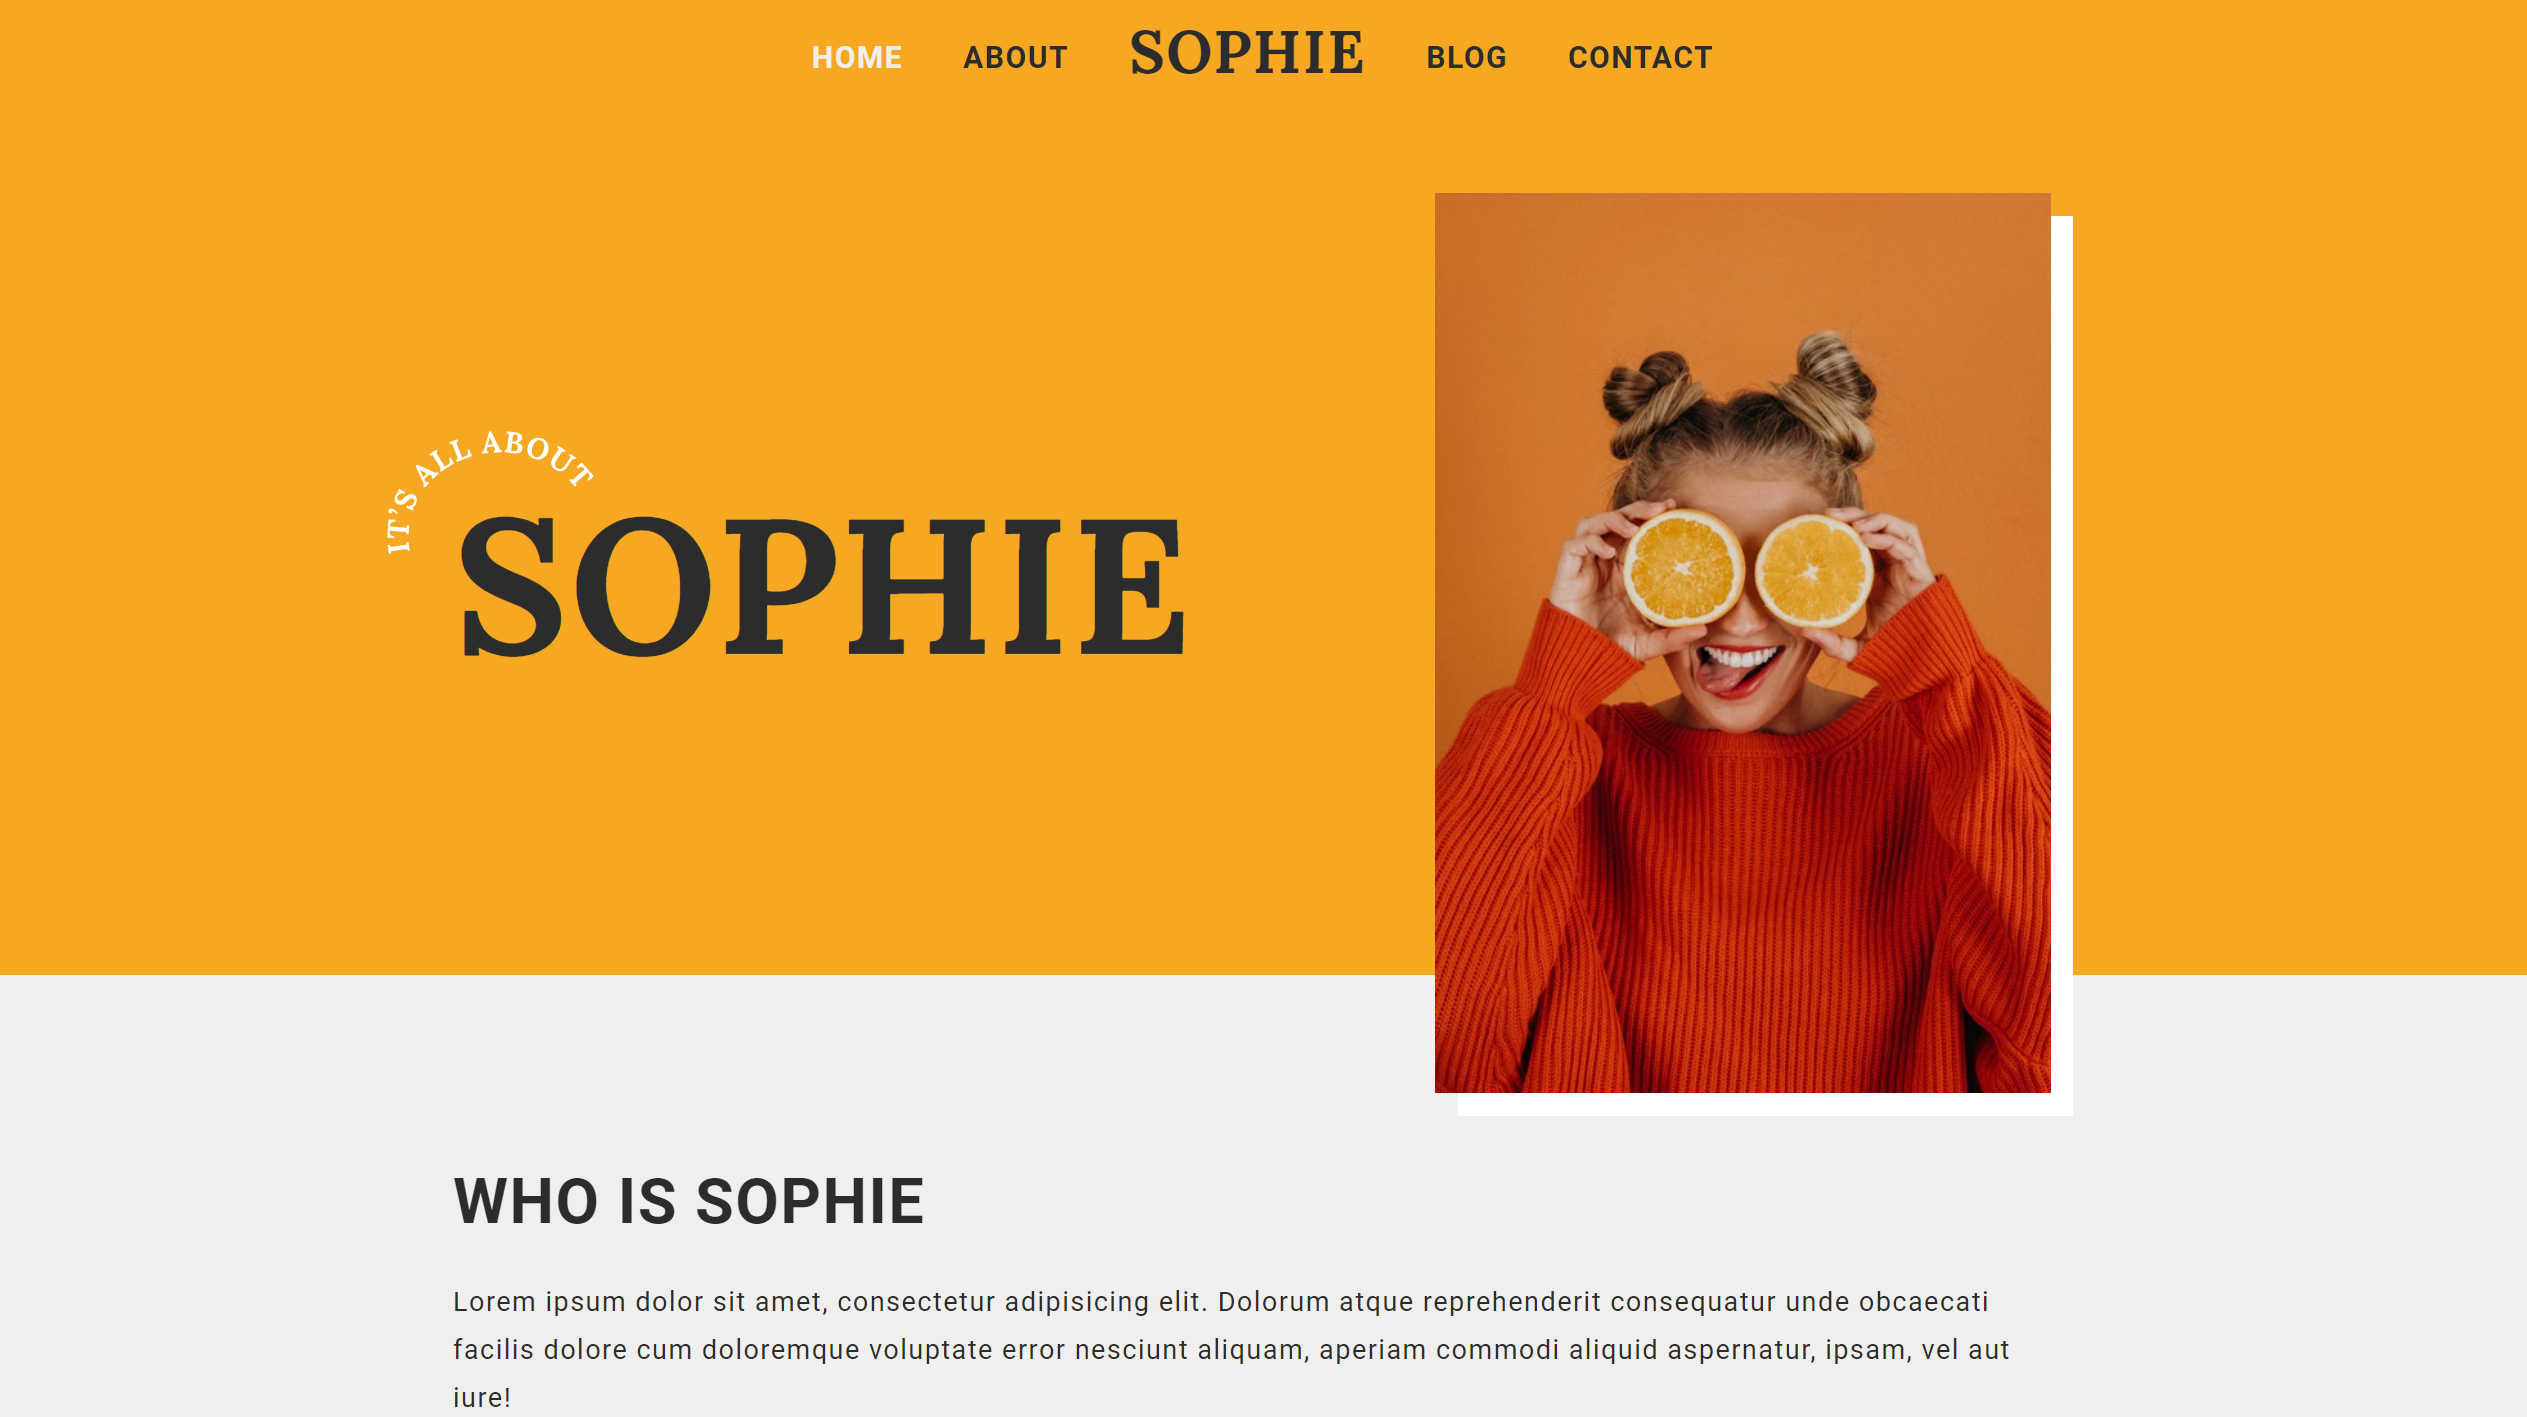 HOME ABOUT SOPHIE BLOG CONTACT
IT'S ALL ABOUT
SOPHIE
WHO IS SOPHIE
Lorem ipsum dolor sit amet, consectetur adipisicing elit. Dolorum atque reprehenderit consequatur unde obcaecati
facilis dolore cum doloremque voluptate error nesciunt aliquam, aperiam commodi aliquid aspernatur, ipsam, vel aut
iure!